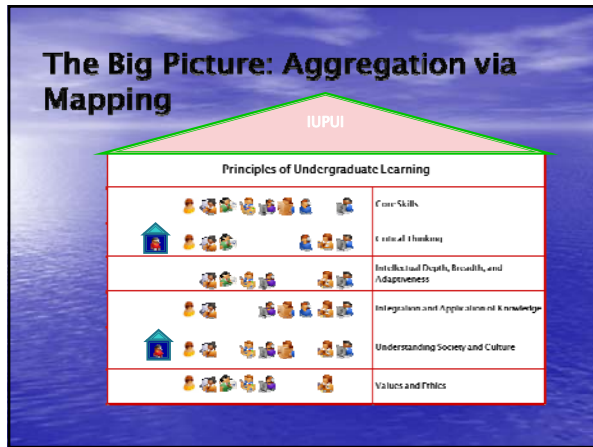 The Big Picture: Aggregation via
Mapping
IUPUI
Principles of Undergraduate Learning
Core Skills
Critical Thinking
Intellectual Depth, Breadth, and
Adaptiveness
Integration and Application of Knowledge
Understanding Society and Culture
Values and Ethics